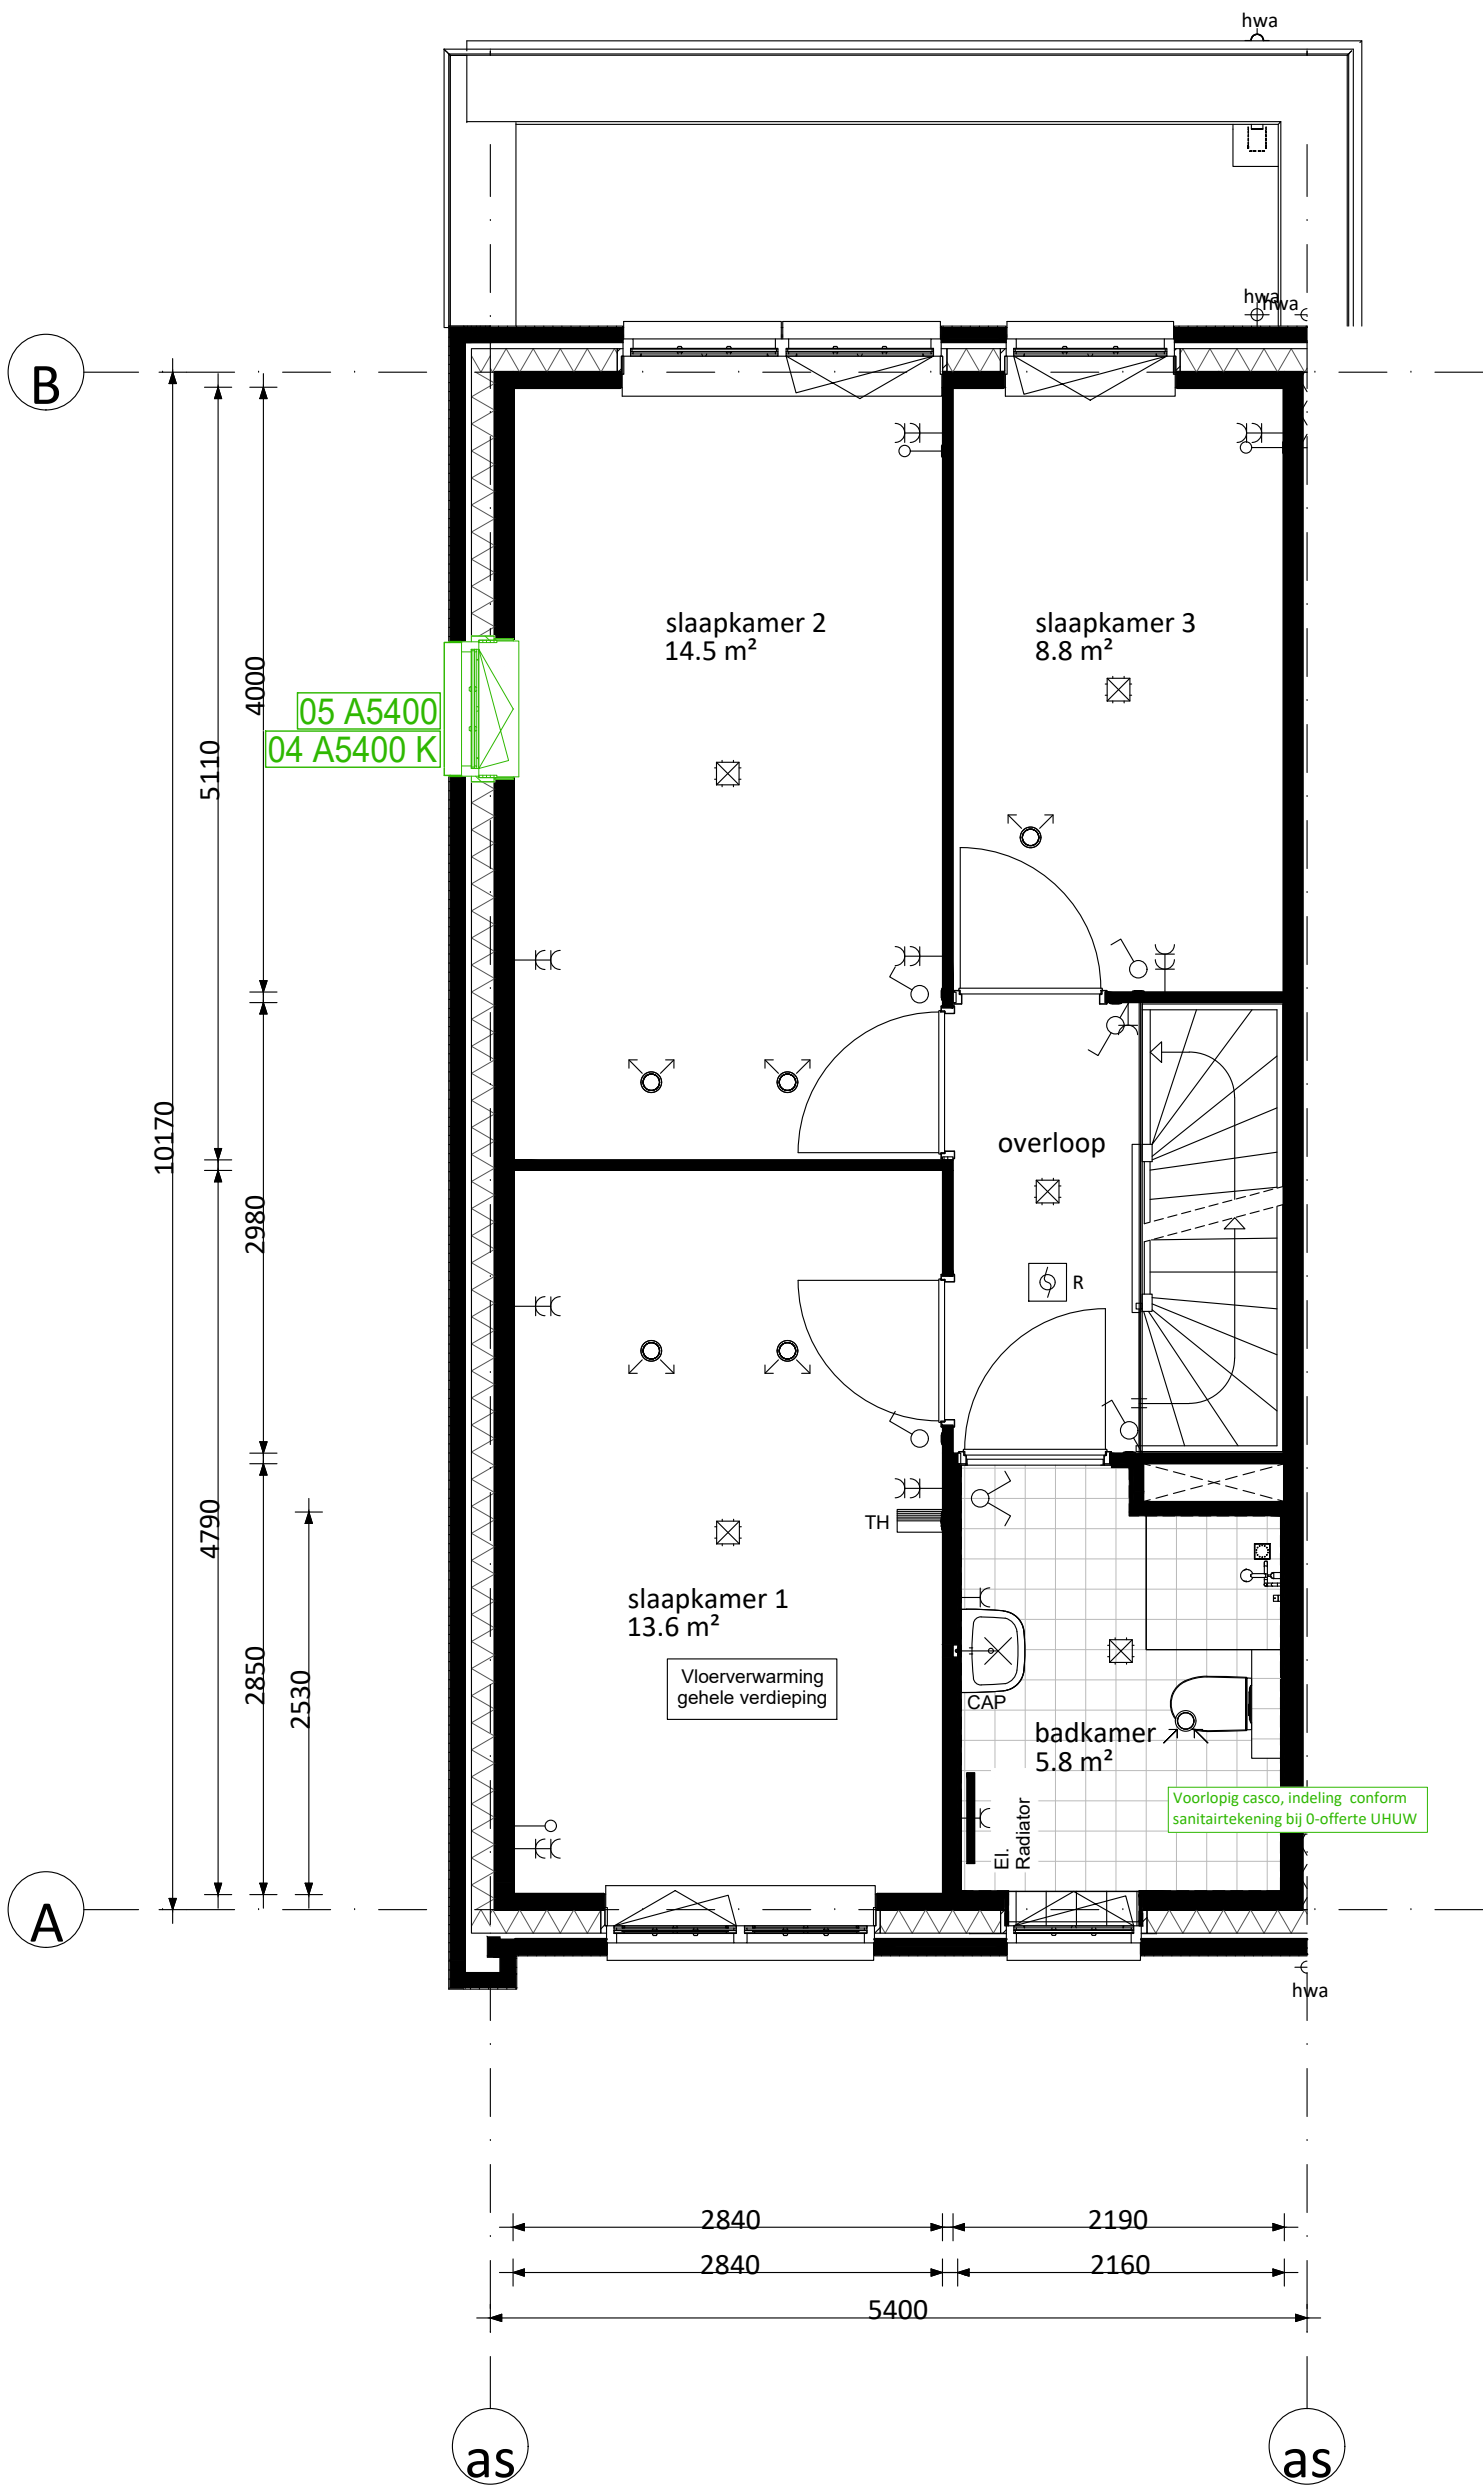 hwa
hwa
hwa
B
slaapkamer 2
14.5 m²
slaapkamer 3
8.8 m²
4000
05 A5400
04 A5400 K
5110
10170
overloop
2980
R
TH
4790
slaapkamer 1
13.6 m²
2850
2530
Vloerverwarming
gehele verdieping
CAP
badkamer
5.8 m²
Voorlopig casco, indeling conform
sanitairtekening bij 0-offerte UHUW
El.
Radiator
A
hwa
2840
2190
2840
2160
5400
as
as